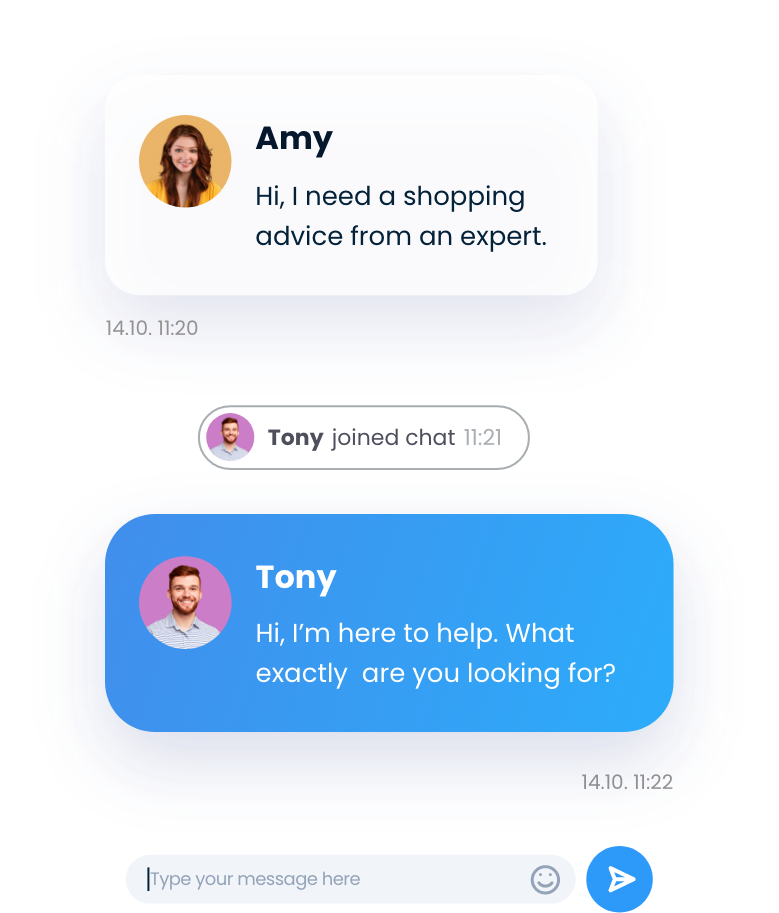 Amy
Hi, I need a shopping
advice from an expert.
14.10. 11:20
Tony joined chat 11:21
Tony
Hi, I’m here to help. What
exactly  are you looking for?
14.10. 11:22
Type your message here